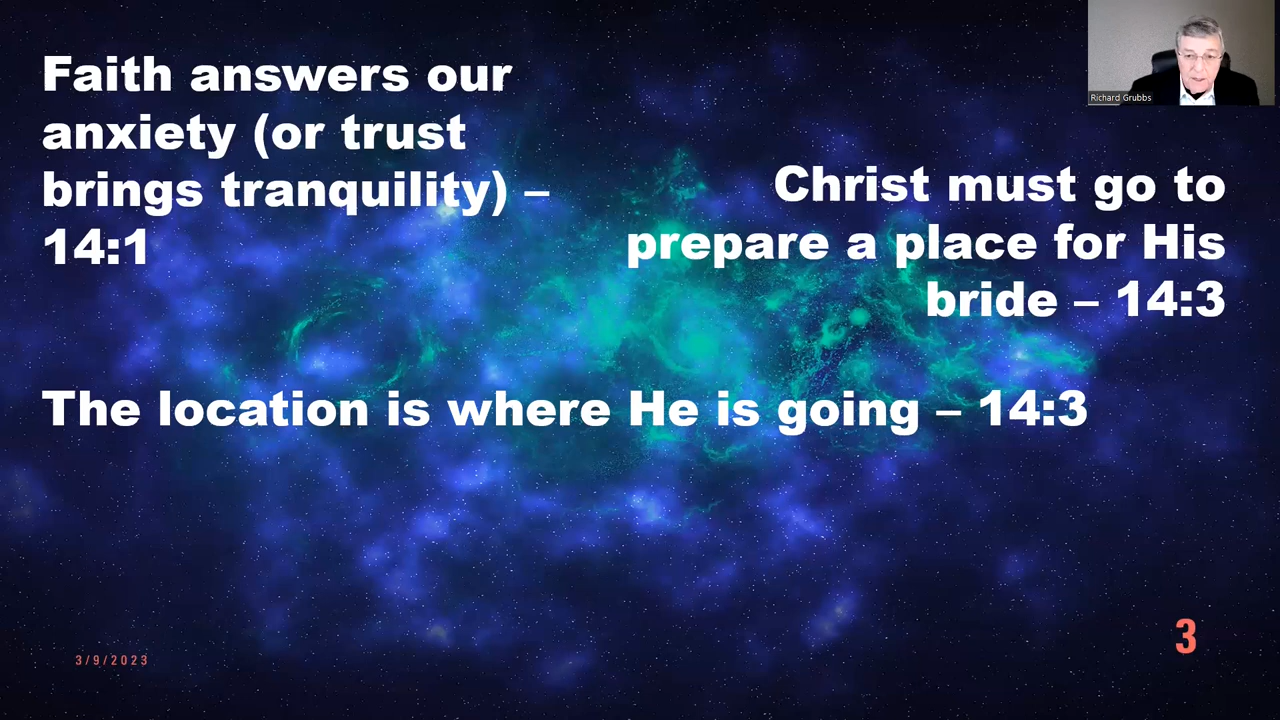 Faith answers our
anxiety (or trust
brings tranquility) –
14:1
Christ must go to
prepare a place for His
bride – 14:3
The location is where He is going – 14:3
3/9/2023
3
Richard Grubbs